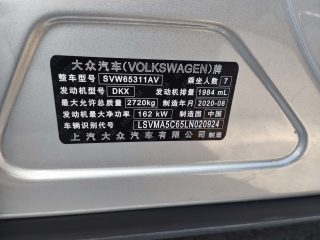 大众汽车(VOLKSWAGEN)牌
整车型号 SVW65311AV 乘坐人数 7
发动机型号 DKX 发动机排量 1984 mL
最大允许总质量 2720kg 制造年月 2020-08
发动机最大净功率 162 kW 制造国 中国
车辆识别代号 LSVMA5C65LN020924
上汽大众汽车有限公司 制造